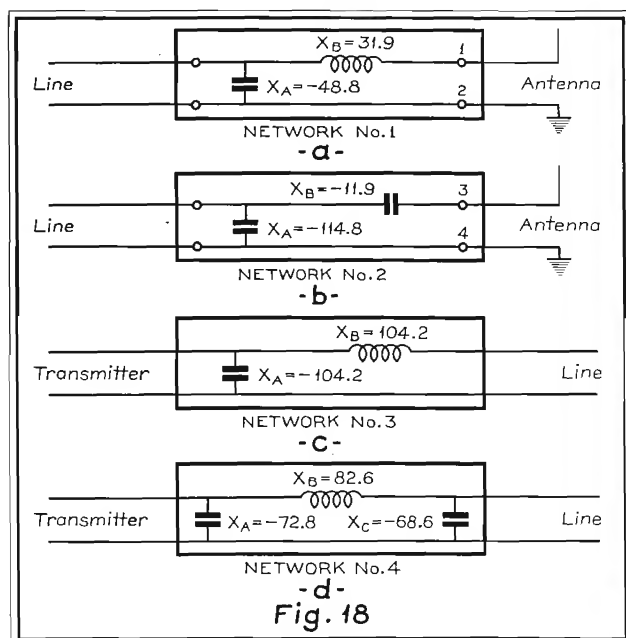 X_B=31.9
1
Line
X_A=-48.8
2
Antenna
NETWORK No.1
-a-
X_B=-11.9
3
Line
X_A=-114.8
4
Antenna
NETWORK No.2
-b-
X_B=104.2
Transmitter
X_A=-104.2
Line
NETWORK No.3
-c-
X_B=82.6
Transmitter
X_A=-72.8
X_C=-68.6
Line
NETWORK No.4
-d-
Fig. 18